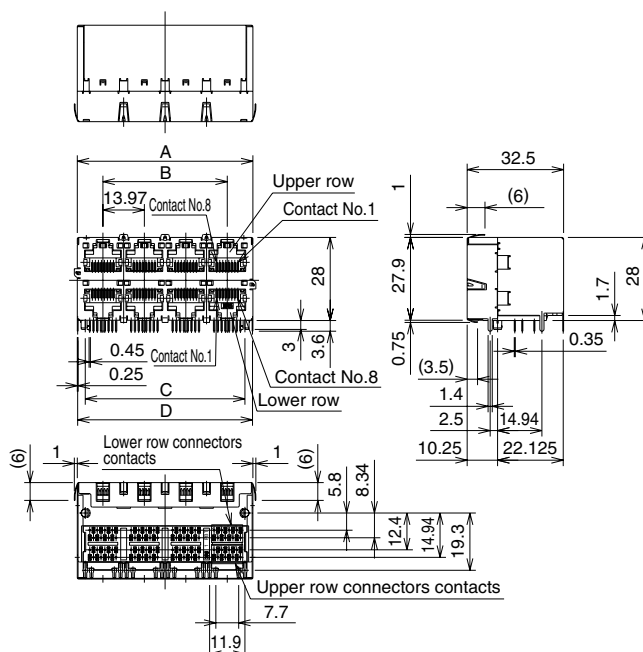 A
B
13.97
Contact No.8
Upper row
Contact No.1
28
3
3.6
0.45
0.25
Contact No.1
Contact No.8
C
Lower row
D
32.5
1
(6)
27.9
28
1.7
0.75
0.35
(3.5)
1.4
2.5
14.94
10.25
22.125
(6)
1
Lower row connectors
contacts
1
(6)
5.8
8.34
12.4
14.94
19.3
Upper row connectors contacts
7.7
11.9